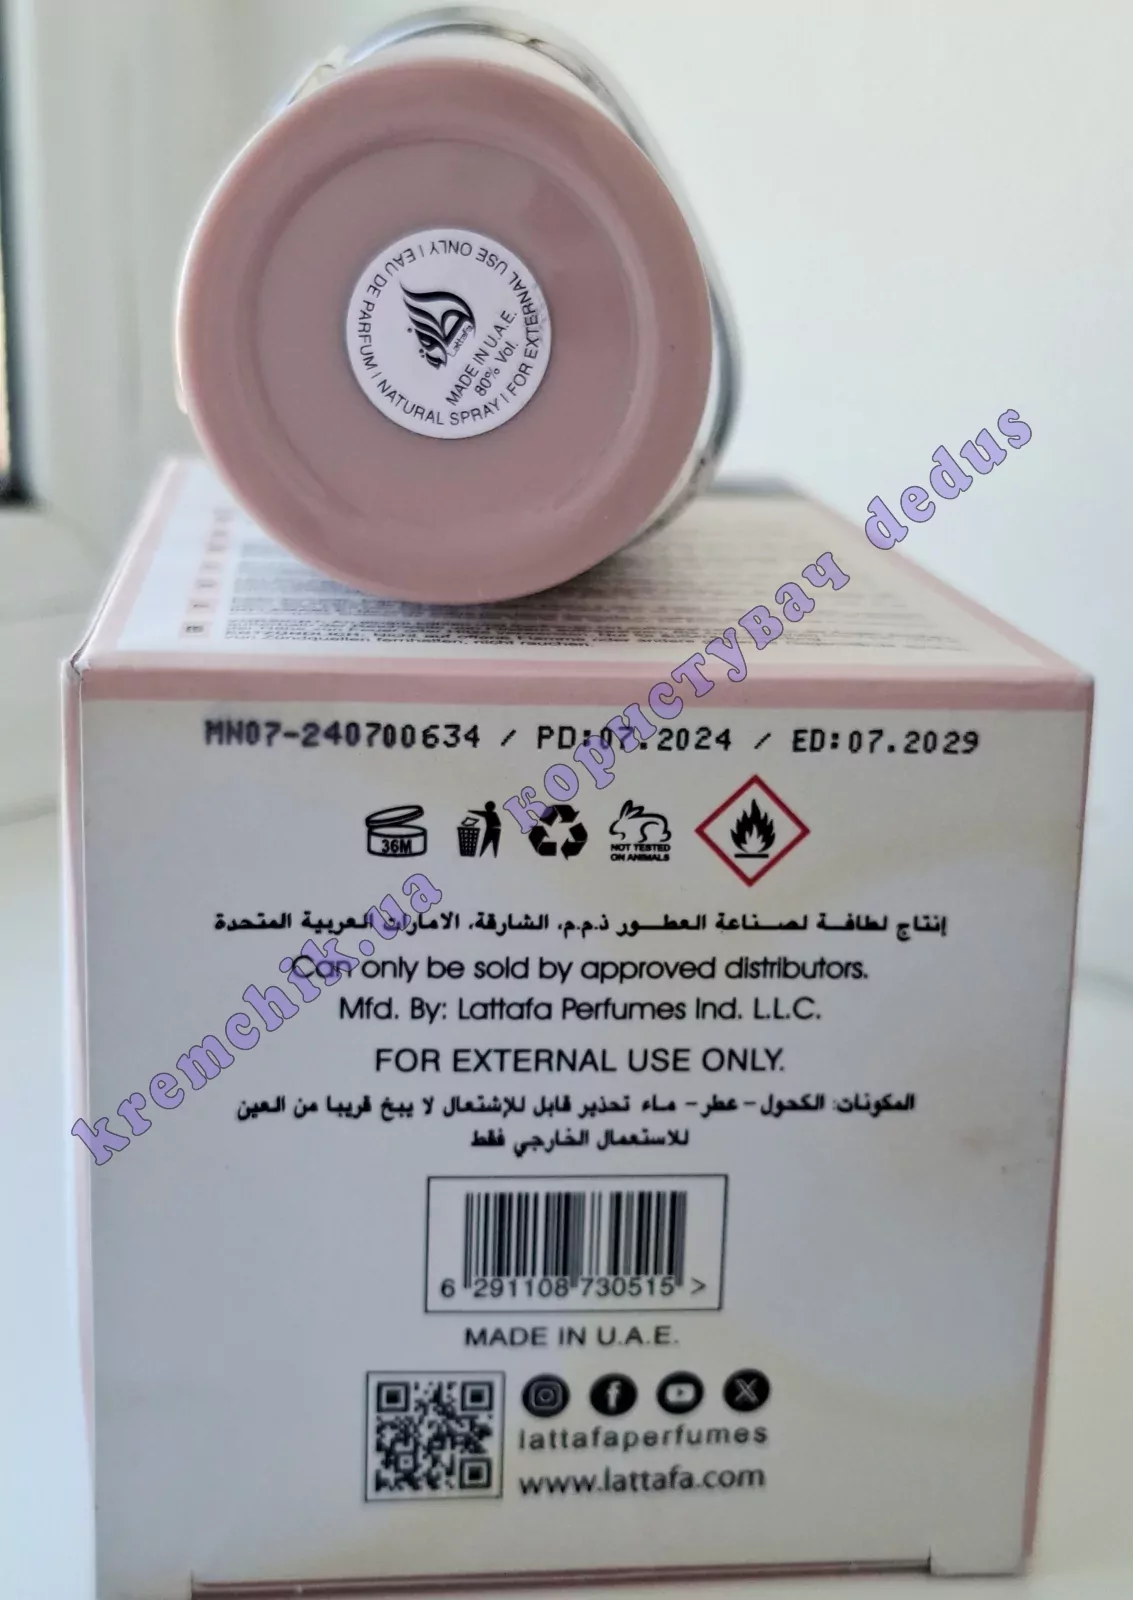 EAU DE PARFUM | NATURAL SPRAY | FOR EXTERNAL USE ONLY |
Lattafa
MADE IN U.A.E.
80% Vol.
MN07-240700634 / PD:07.2024 / ED:07.2029
36M
NOT TESTED
ON ANIMALS
إنتاج لطافة لصناعة العطور ذ.م.م، الشارقة، الامارات العربية المتحدة
Can only be sold by approved distributors.
Mfd. By: Lattafa Perfumes Ind. L.L.C.
FOR EXTERNAL USE ONLY.
المكونات: الكحول - عطر - ماء تحذير قابل للإشتعال لا يبخ قريبا من العين
للاستعمال الخارجي فقط
6 291108 730515 >
MADE IN U.A.E.
lattafaperfumes
www.lattafa.com
kremchik.ua користувач dedus